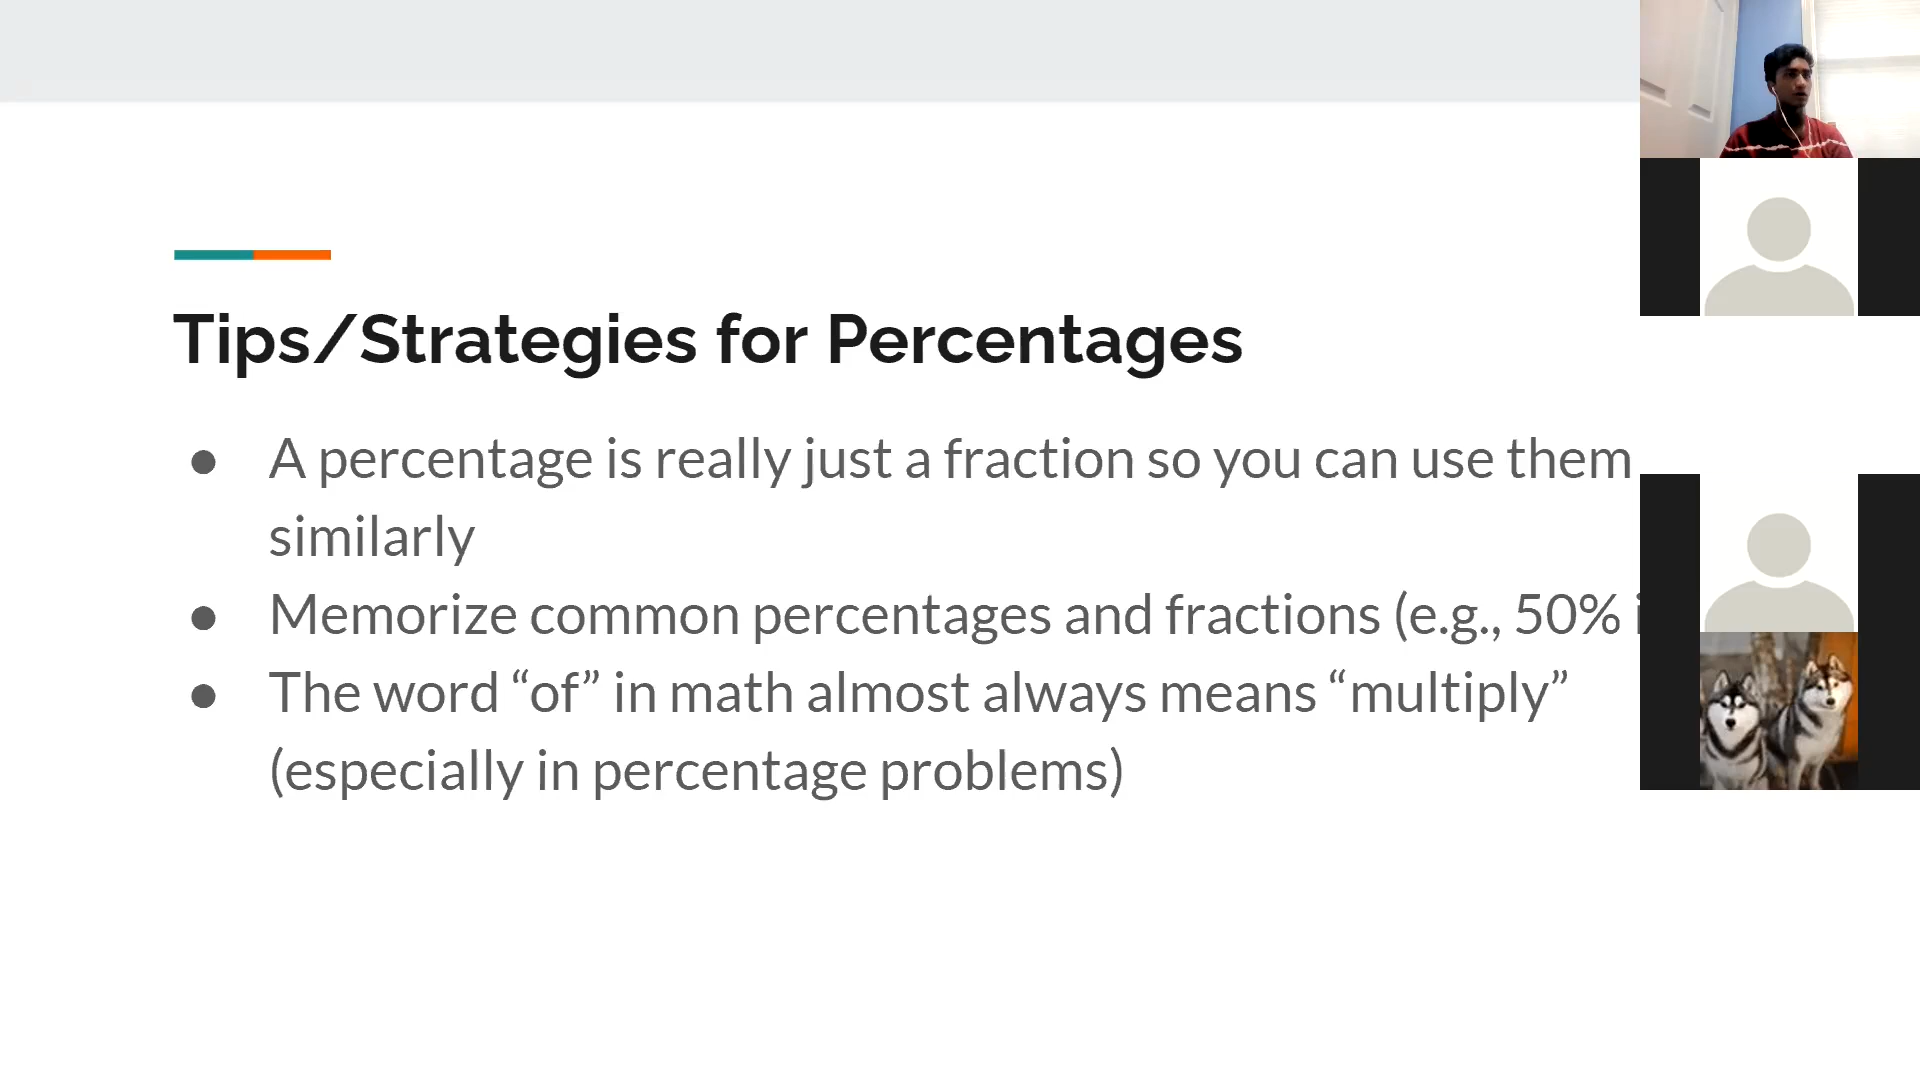 Tips/Strategies for Percentages
● A percentage is really just a fraction so you can use them
similarly
● Memorize common percentages and fractions (e.g., 50%
● The word “of” in math almost always means “multiply”
(especially in percentage problems)